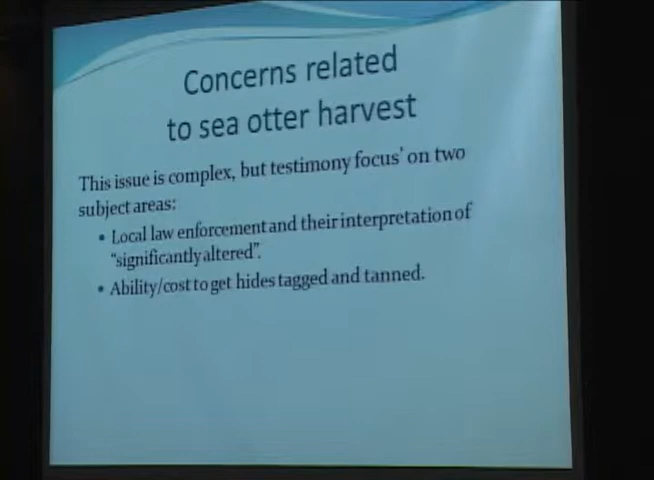 Concerns related
to sea otter harvest
This issue is complex, but testimony focus' on two
subject areas:
• Local law enforcement and their interpretation of
"significantly altered".
• Ability/cost to get hides tagged and tanned.